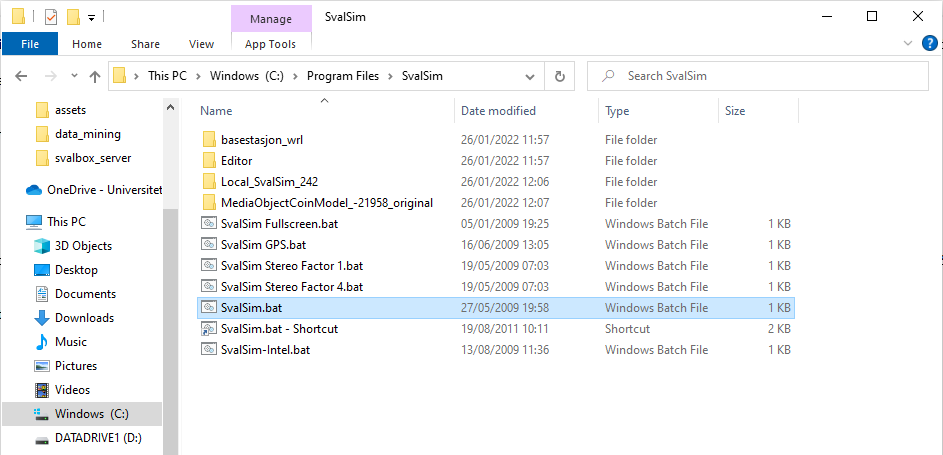 Manage
SvalSim
File
Home
Share
View
App Tools
This PC
Windows (C:)
Program Files
SvalSim
Search SvalSim
Name
Date modified
Type
Size
assets
data_mining
svalbox_server
OneDrive - Universitet
This PC
3D Objects
Desktop
Documents
Downloads
Music
Pictures
Videos
Windows (C:)
DATADRIVE1 (D:)
basestasjon_wrl 26/01/2022 11:57 File folder
Editor 26/01/2022 11:57 File folder
Local_SvalSim_242 26/01/2022 12:06 File folder
MediaObjectCoinModel_-21958_original 26/01/2022 12:07 File folder
SvalSim Fullscreen.bat 05/01/2009 19:25 Windows Batch File 1 KB
SvalSim GPS.bat 16/06/2009 13:05 Windows Batch File 1 KB
SvalSim Stereo Factor 1.bat 19/05/2009 07:03 Windows Batch File 1 KB
SvalSim Stereo Factor 4.bat 19/05/2009 07:03 Windows Batch File 1 KB
SvalSim.bat 27/05/2009 19:58 Windows Batch File 1 KB
SvalSim.bat - Shortcut 19/08/2011 10:11 Shortcut 2 KB
SvalSim-Intel.bat 13/08/2009 11:36 Windows Batch File 1 KB